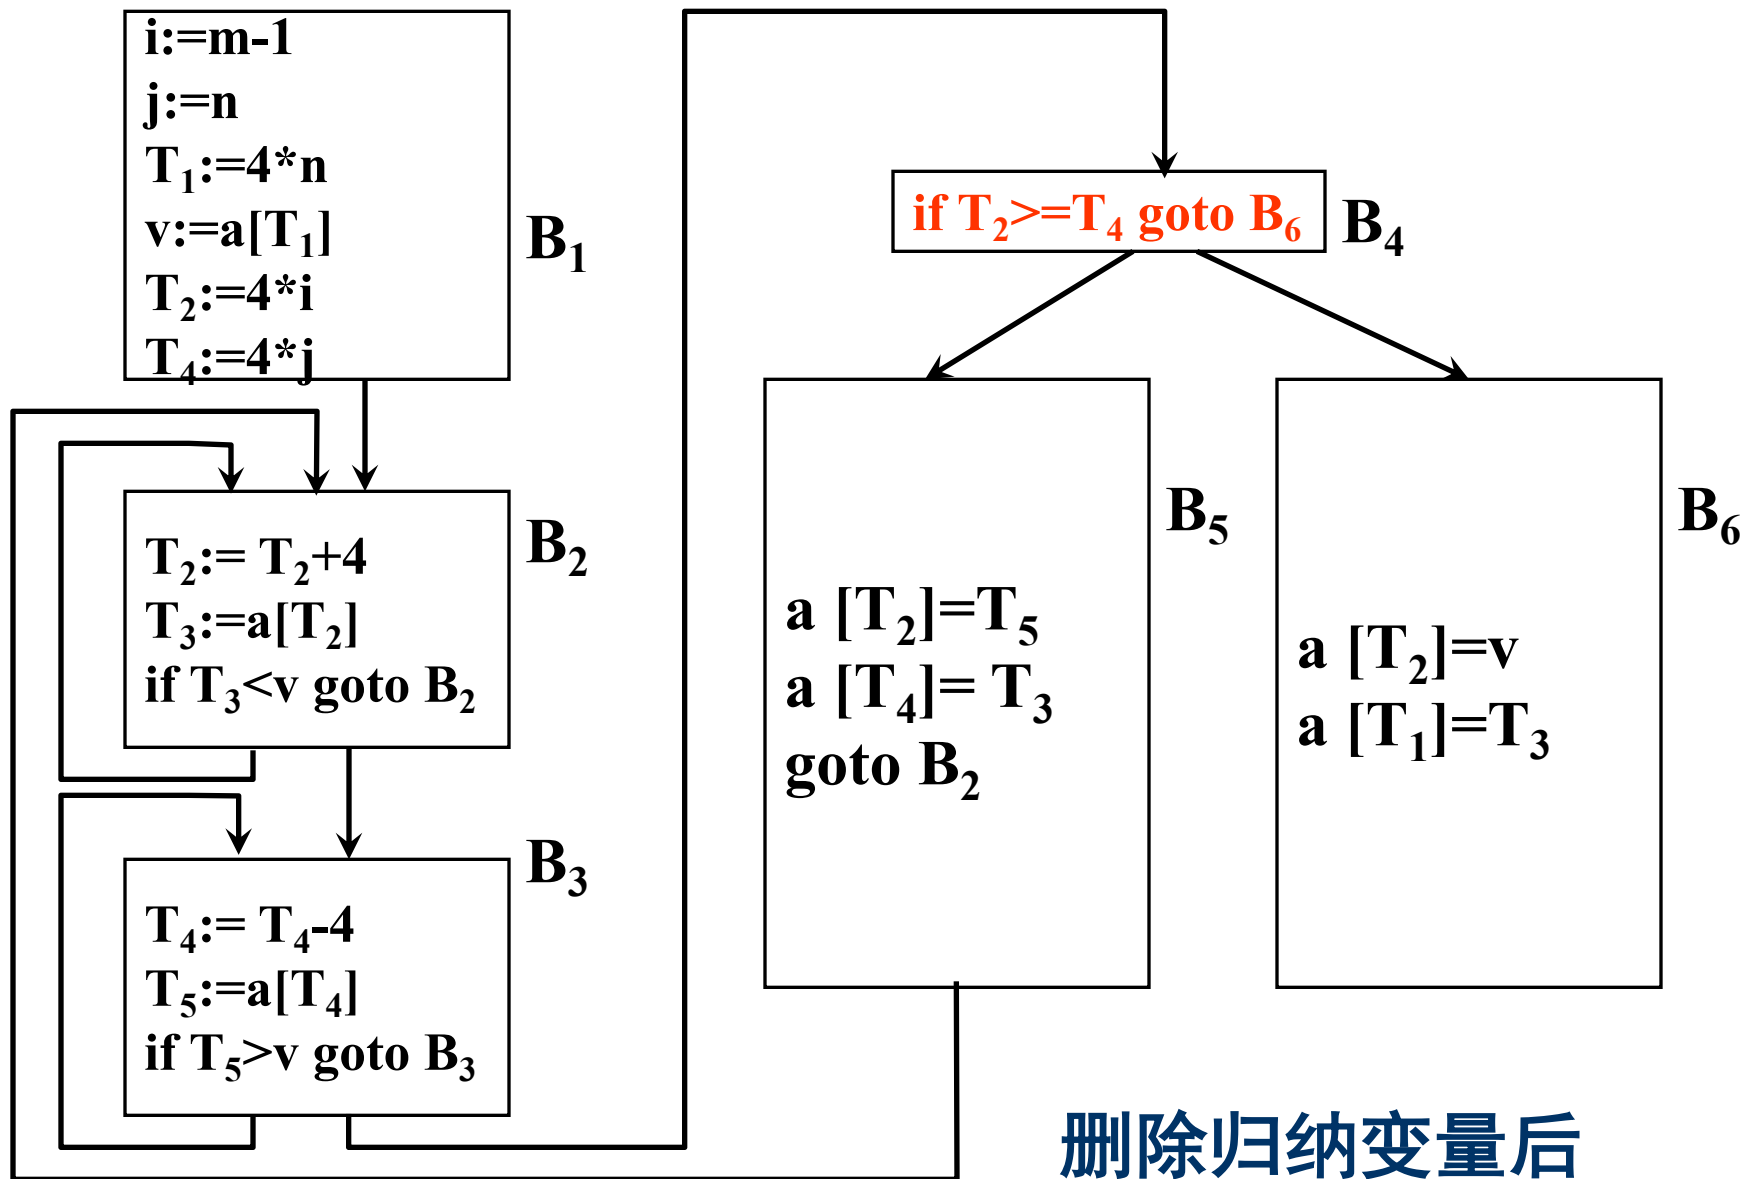 i:=m-1
j:=n
T₁:=4*n
v:=a[T₁]
T₂:=4*i
T₄:=4*j
B₁
T₂:= T₂+4
T₃:=a[T₂]
if T₃<v goto B₂
B₂
T₄:= T₄-4
T₅:=a[T₄]
if T₅>v goto B₃
B₃
if T₂>=T₄ goto B₆
B₄
a [T₂]=T₅
a [T₄]= T₃
goto B₂
B₅
a [T₂]=v
a [T₁]=T₃
B₆
删除归纳变量后